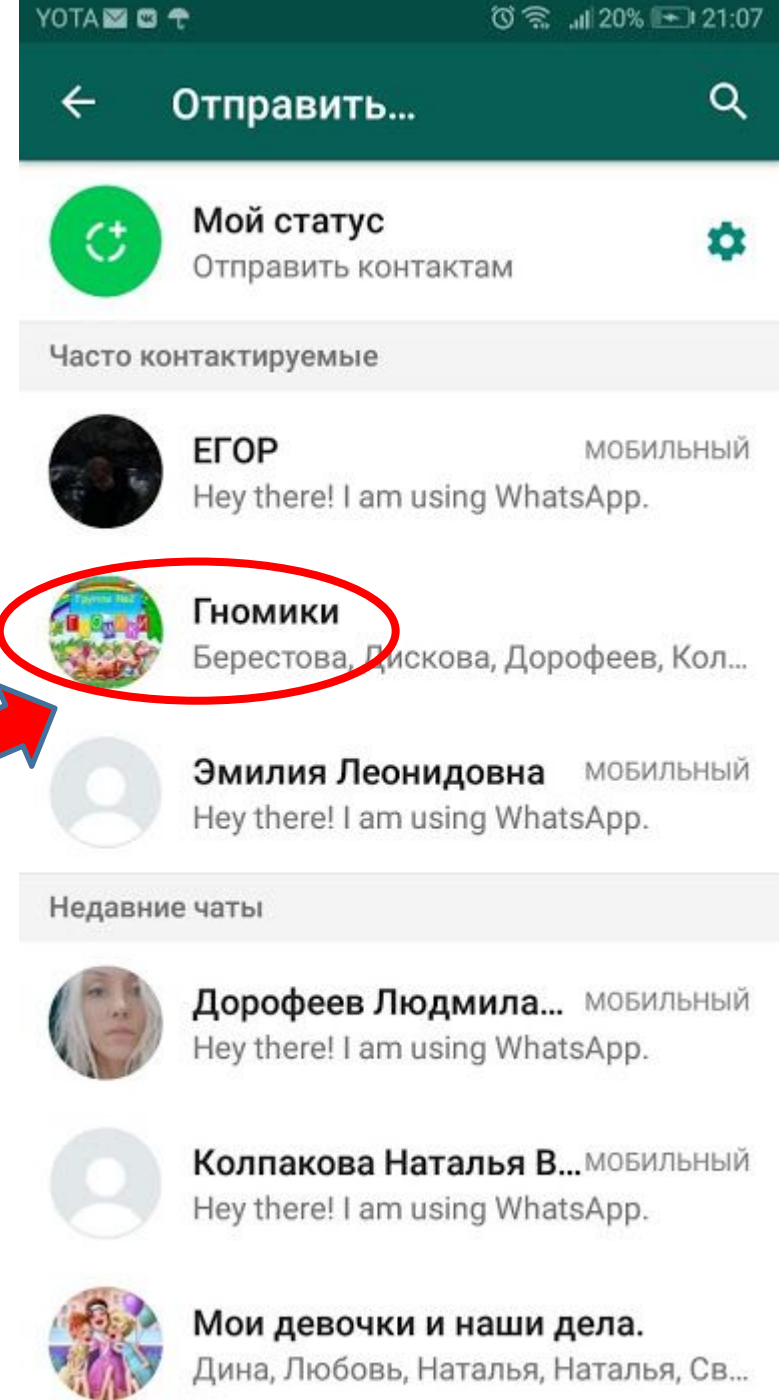 YOTA 20% 21:07
Отправить...
Мой статус
Отправить контактам
Часто контактируемые
ЕГОР МОБИЛЬНЫЙ
Hey there! I am using WhatsApp.
Группа №2
Гномики
Гномики
Берестова, Дискова, Дорофеев, Кол...
Эмилия Леонидовна МОБИЛЬНЫЙ
Hey there! I am using WhatsApp.
Недавние чаты
Дорофеев Людмила... МОБИЛЬНЫЙ
Hey there! I am using WhatsApp.
Колпакова Наталья В... МОБИЛЬНЫЙ
Hey there! I am using WhatsApp.
Мои девочки и наши дела.
Дина, Любовь, Наталья, Наталья, Св...